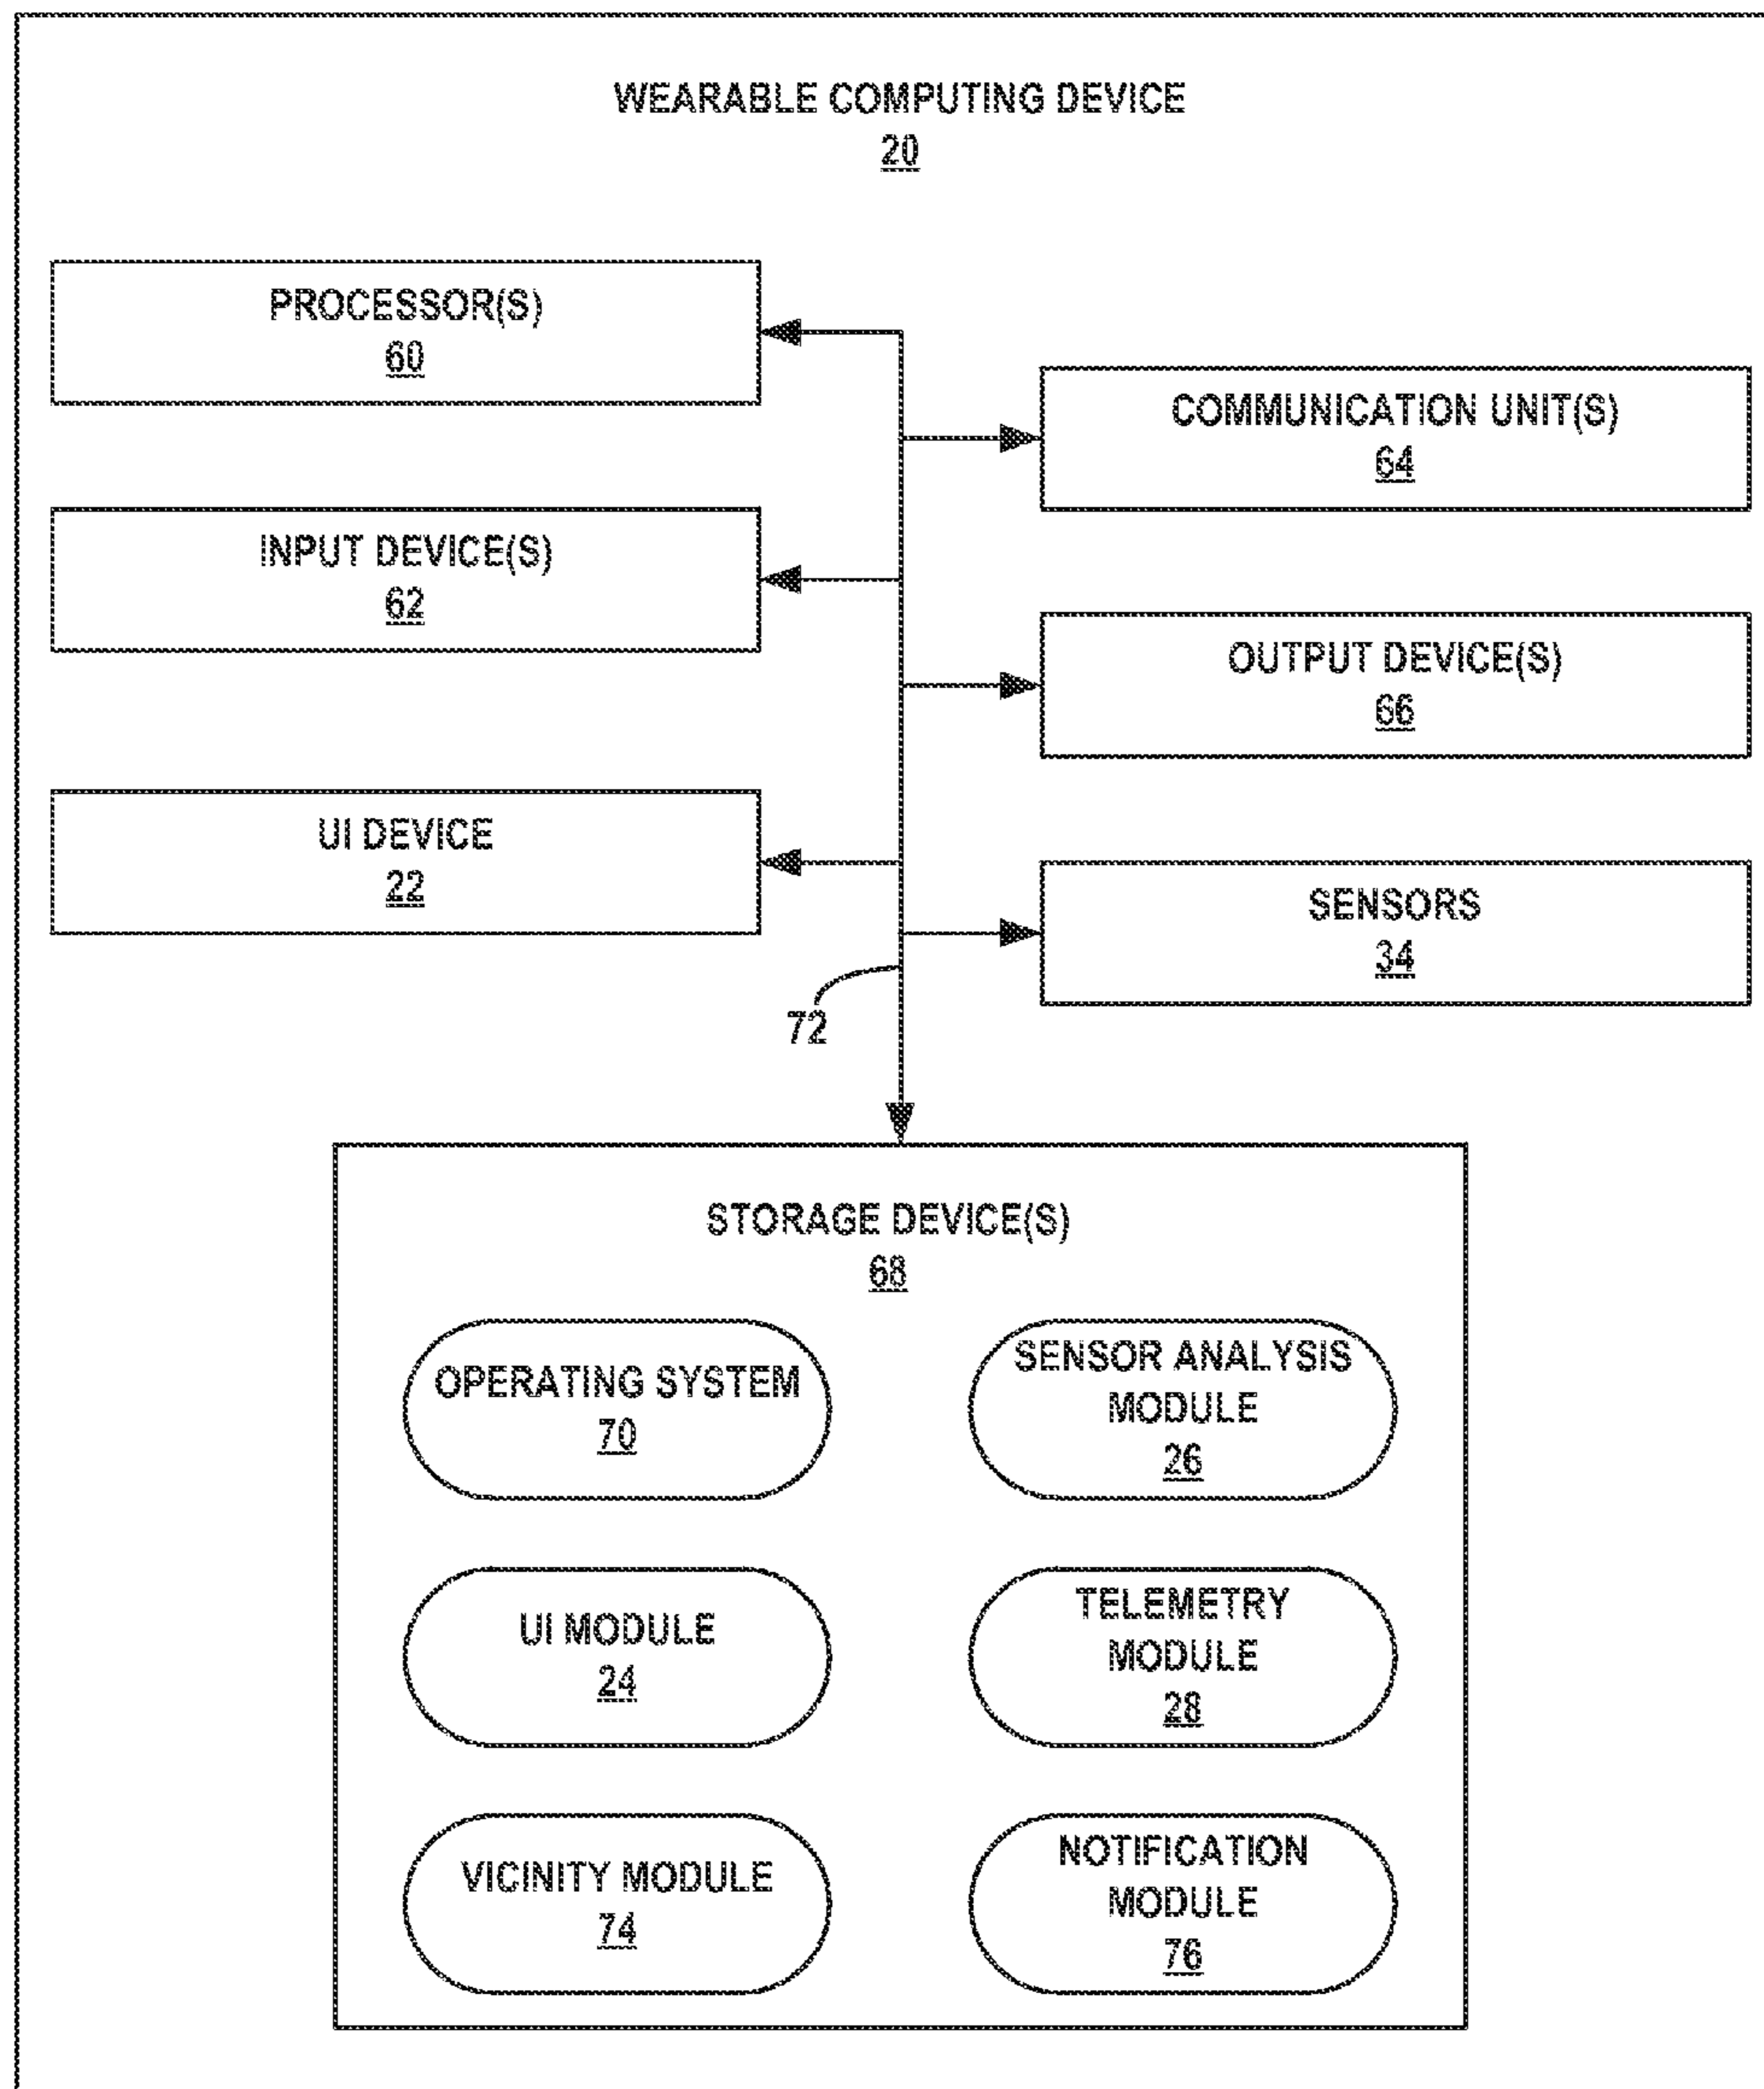 WEARABLE COMPUTING DEVICE
20
PROCESSOR(S)
60
COMMUNICATION UNIT(S)
64
INPUT DEVICE(S)
62
OUTPUT DEVICE(S)
66
UI DEVICE
22
SENSORS
34
72
STORAGE DEVICE(S)
68
OPERATING SYSTEM
70
SENSOR ANALYSIS
MODULE
26
UI MODULE
24
TELEMETRY
MODULE
28
VICINITY MODULE
74
NOTIFICATION
MODULE
76